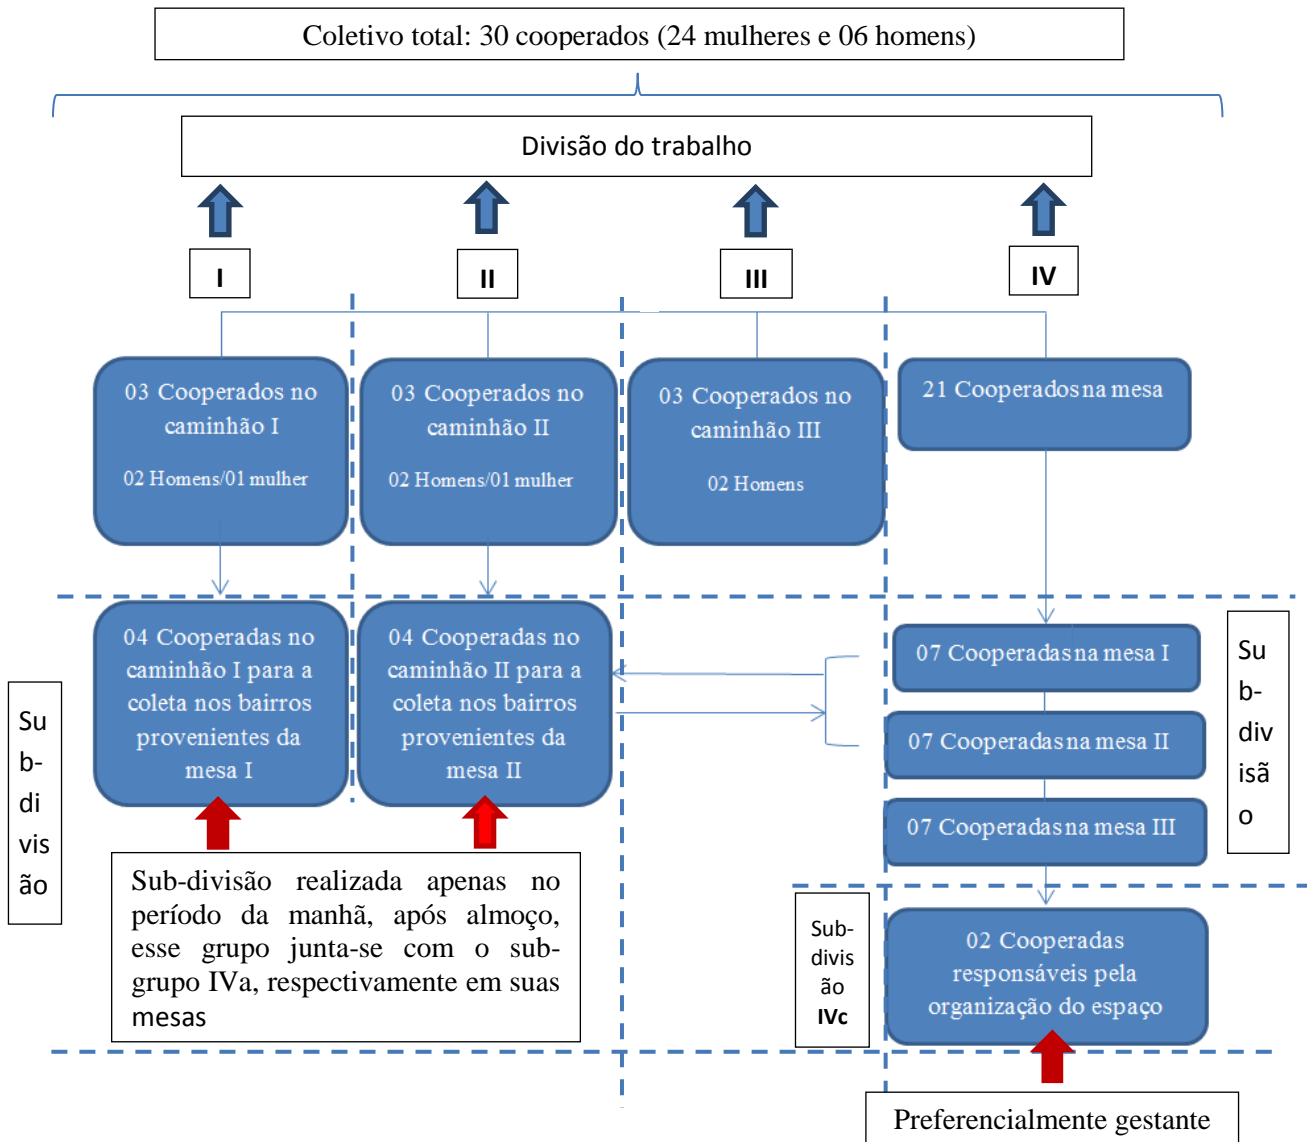 Coletivo total: 30 cooperados (24 mulheres e 06 homens)
Divisão do trabalho
I
II
III
IV
03 Cooperados no
caminhão I
02 Homens/01 mulher
03 Cooperados no
caminhão II
02 Homens/01 mulher
03 Cooperados no
caminhão III
02 Homens
21 Cooperados na mesa
Su
b-
di
vis
ão
04 Cooperadas no
caminhão I para a
coleta nos bairros
provenientes da
mesa I
04 Cooperadas no
caminhão II para a
coleta nos bairros
provenientes da
mesa II
07 Cooperadas na mesa I
07 Cooperadas na mesa II
07 Cooperadas na mesa III
Su
b-
div
isã
o
Sub-divisão realizada apenas no
período da manhã, após almoço,
esse grupo junta-se com o sub-
grupo IVa, respectivamente em suas
mesas
Sub-
divis
ão
IVc
02 Cooperadas
responsáveis pela
organização do espaço
Preferencialmente gestante